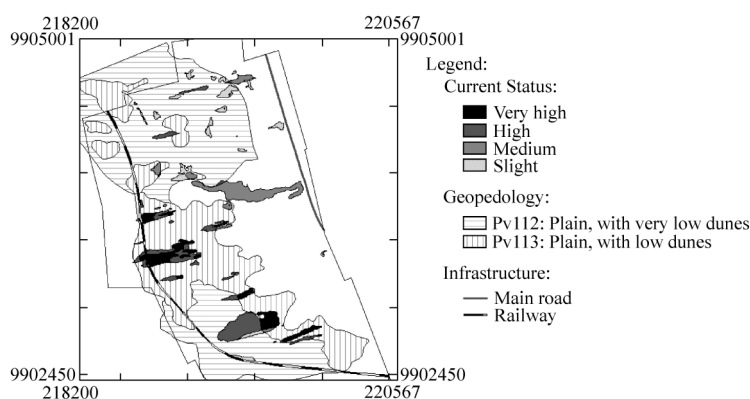 218200 220567
9905001 9905001
Legend:
Current Status:
Very high
High
Medium
Slight
Geopedology:
Pv112: Plain, with very low dunes
Pv113: Plain, with low dunes
Infrastructure:
Main road
Railway
9902450 9902450
218200 220567